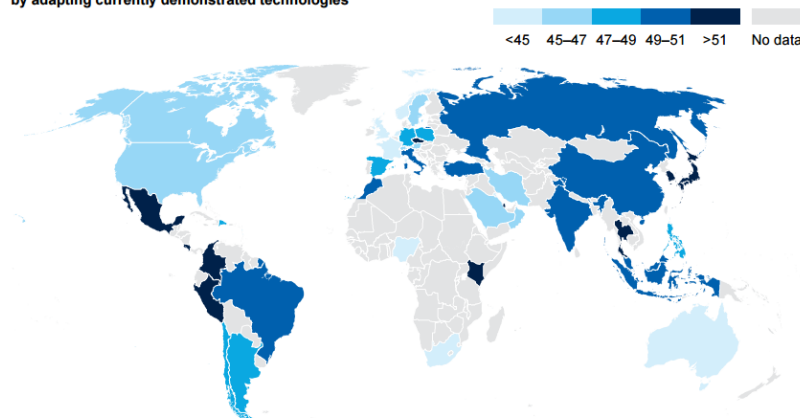 by adapting currently demonstrated technologies
<45 45–47 47–49 49–51 >51 No data